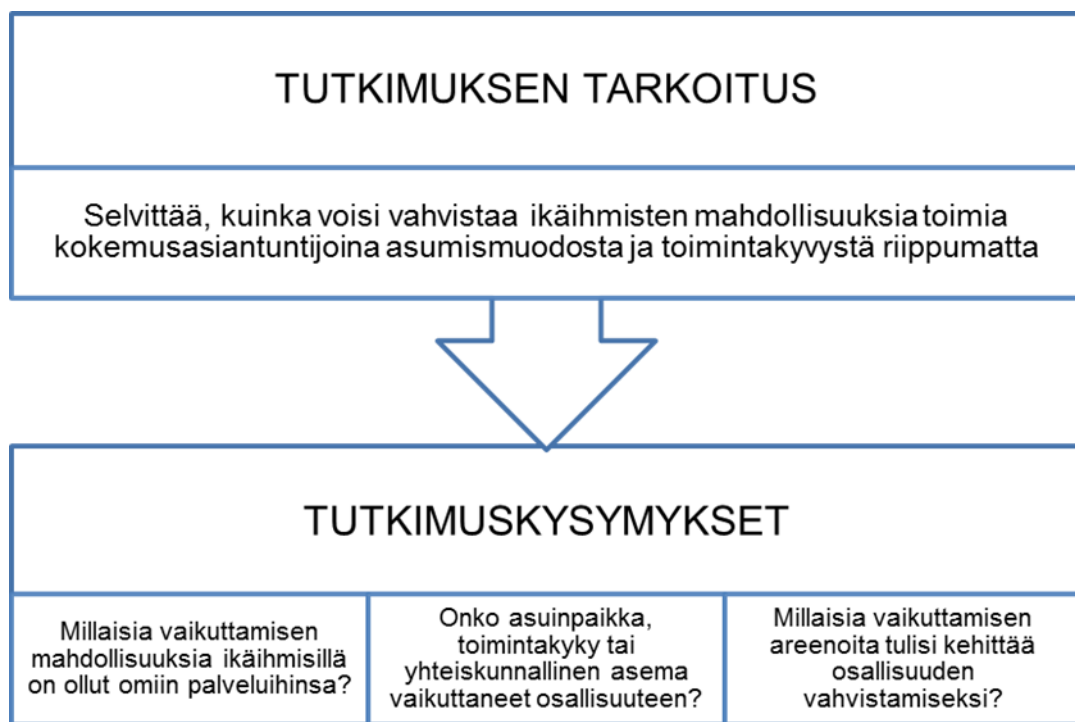 TUTKIMUKSEN TARKOITUS
Selvittää, kuinka voisi vahvistaa ikäihmisten mahdollisuuksia toimia
kokemusasiantuntijoina asumismuodosta ja toimintakyvystä riippumatta
TUTKIMUSKYSYMYKSET
Millaisia vaikuttamisen
mahdollisuuksia ikäihmisillä
on ollut omiin palveluihinsa?
Onko asuinpaikka,
toimintakyky tai
yhteiskunnallinen asema
vaikuttaneet osallisuuteen?
Millaisia vaikuttamisen
areenoita tulisi kehittää
osallisuuden
vahvistamiseksi?